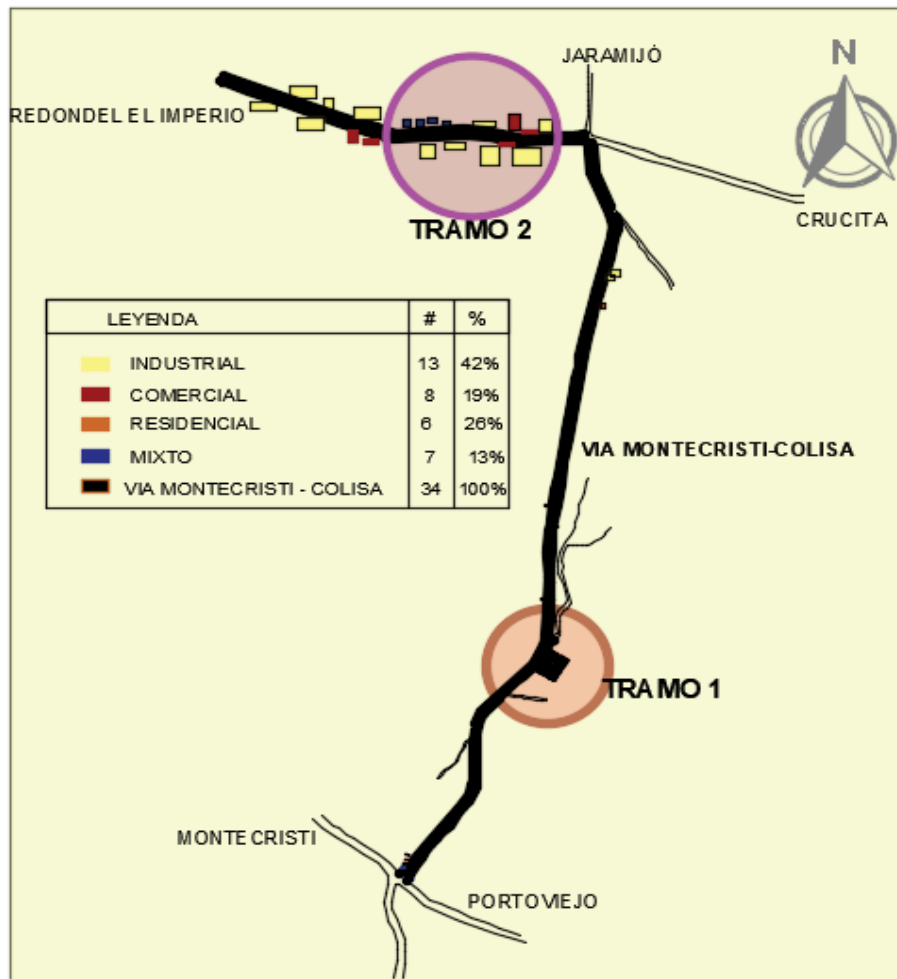 JARAMIJÓ
N
REDONDEL EL IMPERIO
CRUCITA
TRAMO 2
LEYENDA # %
INDUSTRIAL 13 42%
COMERCIAL 8 19%
RESIDENCIAL 6 26%
MIXTO 7 13%
VIA MONTECRISTI - COLISA 34 100%
VIA MONTECRISTI-COLISA
TRAMO 1
MONTECRISTI
PORTOVIEJO